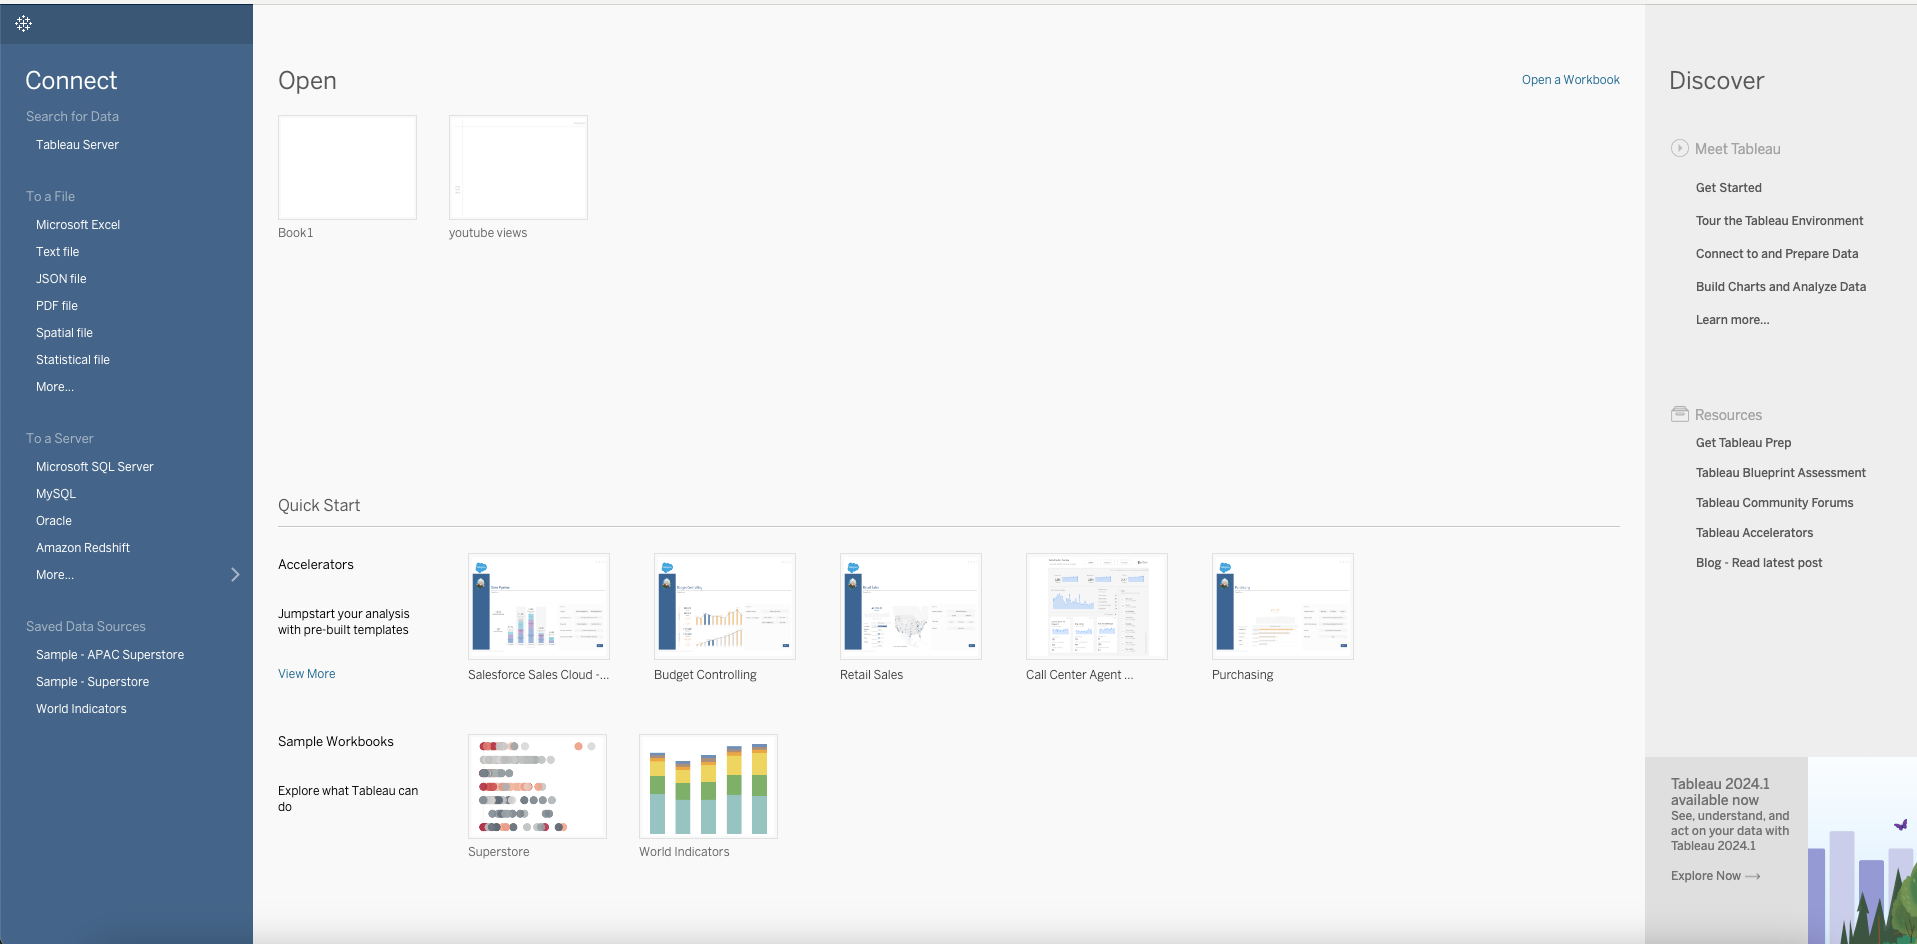 Connect
Search for Data
Tableau Server
To a File
Microsoft Excel
Text file
JSON file
PDF file
Spatial file
Statistical file
More...
To a Server
Microsoft SQL Server
MySQL
Oracle
Amazon Redshift
More...
Saved Data Sources
Sample - APAC Superstore
Sample - Superstore
World Indicators
Open
Open a Workbook
Book1
youtube views
Quick Start
Accelerators
Jumpstart your analysis
with pre-built templates
View More
Salesforce Sales Cloud -...
Budget Controlling
Retail Sales
Call Center Agent ...
Purchasing
Sample Workbooks
Explore what Tableau can
do
Superstore
World Indicators
Discover
Meet Tableau
Get Started
Tour the Tableau Environment
Connect to and Prepare Data
Build Charts and Analyze Data
Learn more...
Resources
Get Tableau Prep
Tableau Blueprint Assessment
Tableau Community Forums
Tableau Accelerators
Blog - Read latest post
Tableau 2024.1
available now
See, understand, and
act on your data with
Tableau 2024.1
Explore Now